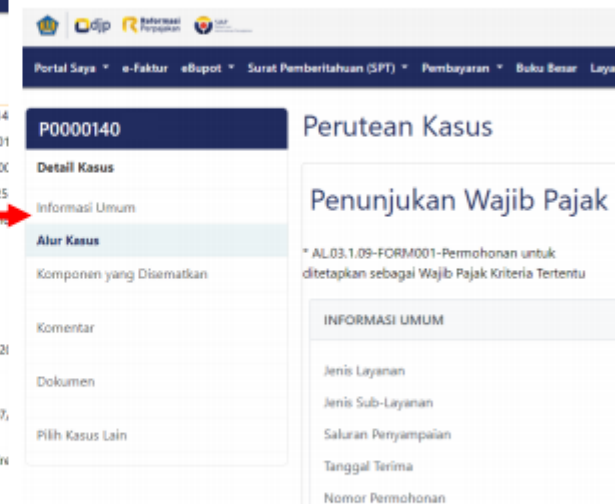 djp Reformasi Perpajakan
Portal Saya e-Faktur eBupot Surat Pemberitahuan (SPT) Pembayaran Buku Besar Laya
P0000140
Detail Kasus
Informasi Umum
Alur Kasus
Komponen yang Disematkan
Komentar
Dokumen
Pilih Kasus Lain
Perutean Kasus
Penunjukan Wajib Pajak
* AL.03.1.09-FORM001-Permohonan untuk
ditetapkan sebagai Wajib Pajak Kriteria Tertentu
INFORMASI UMUM
Jenis Layanan
Jenis Sub-Layanan
Saluran Penyampaian
Tanggal Terima
Nomor Permohonan